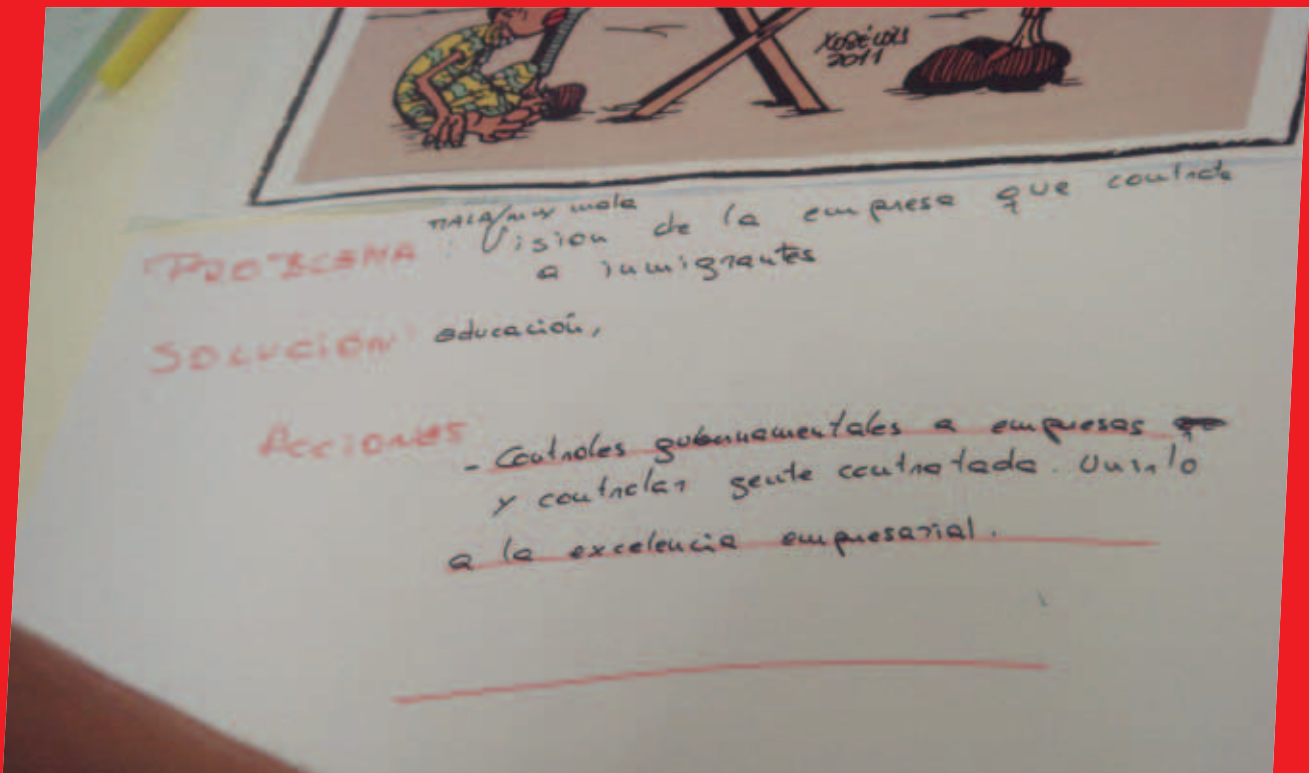 XOSÉ LOIS
2011
MALA/muy mala
PROBLEMA: Vision de la empresa que contrata
a inmigrantes
SOLUCIÓN: educación,
Acciones
- Controles gubernamentales a empresas
y controlar gente contratada. Unirlo
a la excelencia empresarial.